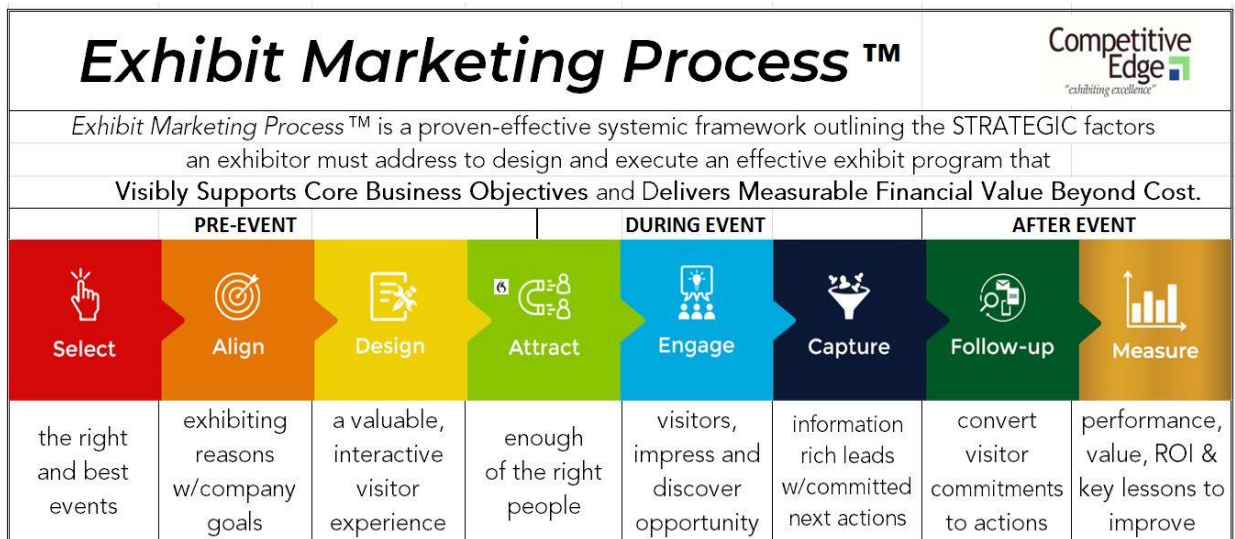 Exhibit Marketing Process ™
Competitive
Edge
"exhibiting excellence"
Exhibit Marketing Process™ is a proven-effective systemic framework outlining the STRATEGIC factors
an exhibitor must address to design and execute an effective exhibit program that
Visibly Supports Core Business Objectives and Delivers Measurable Financial Value Beyond Cost.
PRE-EVENT
DURING EVENT
AFTER EVENT
Select
Align
Design
Attract
Engage
Capture
Follow-up
Measure
the right
and best
events
exhibiting
reasons
w/company
goals
a valuable,
interactive
visitor
experience
enough
of the right
people
visitors,
impress and
discover
opportunity
information
rich leads
w/committed
next actions
convert
visitor
commitments
to actions
performance,
value, ROI &
key lessons to
improve